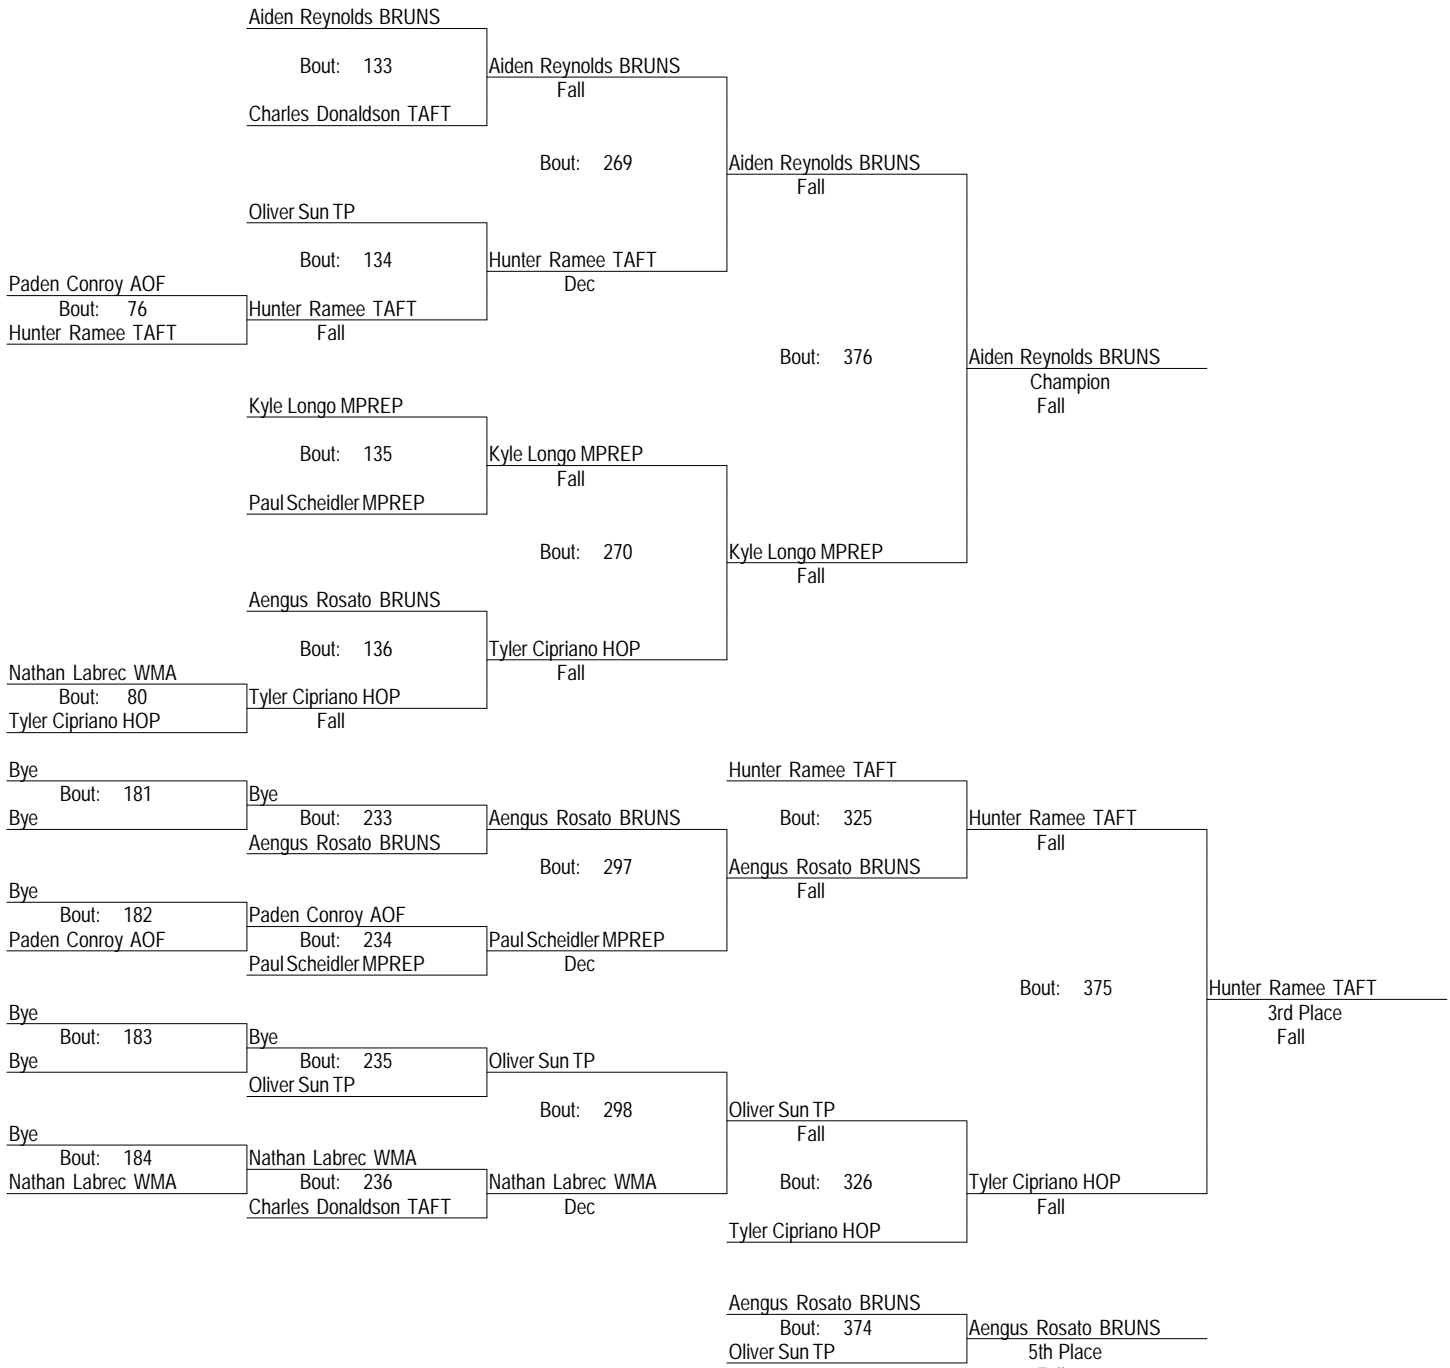 Aiden Reynolds BRUNS
Bout: 133
Aiden Reynolds BRUNS
Fall
Charles Donaldson TAFT
Bout: 269
Aiden Reynolds BRUNS
Fall
Oliver Sun TP
Bout: 134
Hunter Ramee TAFT
Dec
Paden Conroy AOF
Bout: 76
Hunter Ramee TAFT
Hunter Ramee TAFT
Fall
Bout: 376
Aiden Reynolds BRUNS
Champion
Fall
Kyle Longo MPREP
Bout: 135
Kyle Longo MPREP
Fall
Paul Scheidler MPREP
Bout: 270
Kyle Longo MPREP
Fall
Aengus Rosato BRUNS
Bout: 136
Tyler Cipriano HOP
Fall
Nathan Labrec WMA
Bout: 80
Tyler Cipriano HOP
Tyler Cipriano HOP
Fall
Bye
Bout: 181
Bye
Bye
Bout: 233
Aengus Rosato BRUNS
Aengus Rosato BRUNS
Hunter Ramee TAFT
Bout: 325
Hunter Ramee TAFT
Fall
Bout: 297
Aengus Rosato BRUNS
Fall
Bye
Bout: 182
Paden Conroy AOF
Paden Conroy AOF
Bout: 234
Paul Scheidler MPREP
Paul Scheidler MPREP
Dec
Bout: 375
Hunter Ramee TAFT
3rd Place
Fall
Bye
Bout: 183
Bye
Bye
Bout: 235
Oliver Sun TP
Oliver Sun TP
Bout: 298
Oliver Sun TP
Fall
Bye
Bout: 184
Nathan Labrec WMA
Nathan Labrec WMA
Bout: 236
Charles Donaldson TAFT
Nathan Labrec WMA
Dec
Bout: 326
Tyler Cipriano HOP
Fall
Tyler Cipriano HOP
Aengus Rosato BRUNS
Bout: 374
Oliver Sun TP
Aengus Rosato BRUNS
5th Place